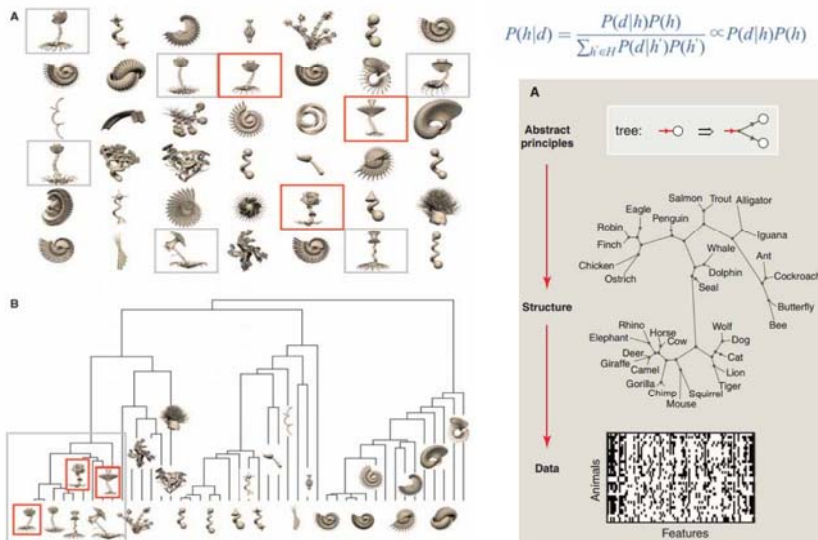 A
P(h|d) = P(d|h)P(h) / ∑h'∈H P(d|h')P(h') ∝ P(d|h)P(h)
A
Abstract principles
tree:
⇒
Structure
Salmon
Trout
Alligator
Eagle
Penguin
Robin
Iguana
Finch
Whale
Ant
Chicken
Dolphin
Cockroach
Ostrich
Seal
Butterfly
Bee
Rhino
Horse
Wolf
Elephant
Cow
Dog
Deer
Cat
Giraffe
Camel
Lion
Gorilla
Tiger
Chimp
Squirrel
Mouse
Data
Animals
Features
B